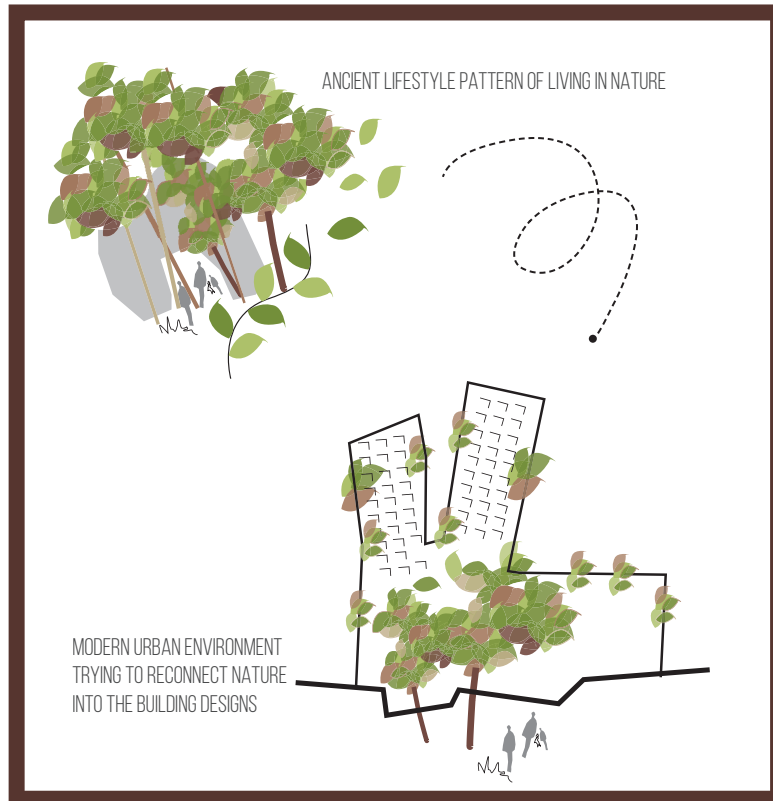 ANCIENT LIFESTYLE PATTERN OF LIVING IN NATURE
MODERN URBAN ENVIRONMENT
TRYING TO RECONNECT NATURE
INTO THE BUILDING DESIGNS